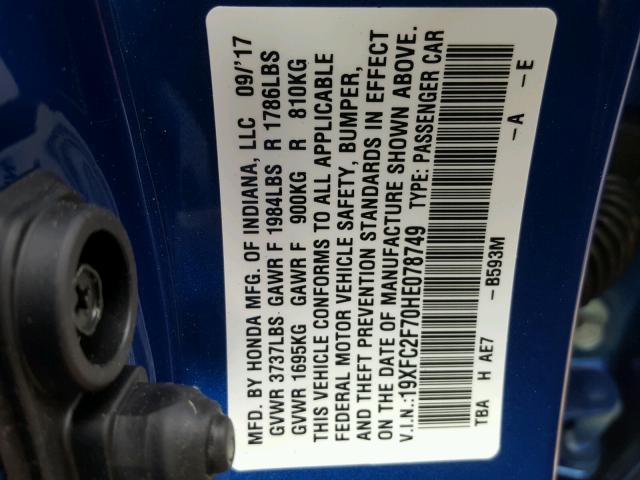 MFD. BY HONDA MFG. OF INDIANA, LLC 09/'17
GVWR 3737LBS GAWR F 1984LBS R 1786LBS
GVWR 1695KG GAWR F 900KG R 810KG
THIS VEHICLE CONFORMS TO ALL APPLICABLE
FEDERAL MOTOR VEHICLE SAFETY, BUMPER,
AND THEFT PREVENTION STANDARDS IN EFFECT
ON THE DATE OF MANUFACTURE SHOWN ABOVE.
V.I.N.:19XFC2F70HE078749 TYPE: PASSENGER CAR
TBA H AE7 -B593M -A -E